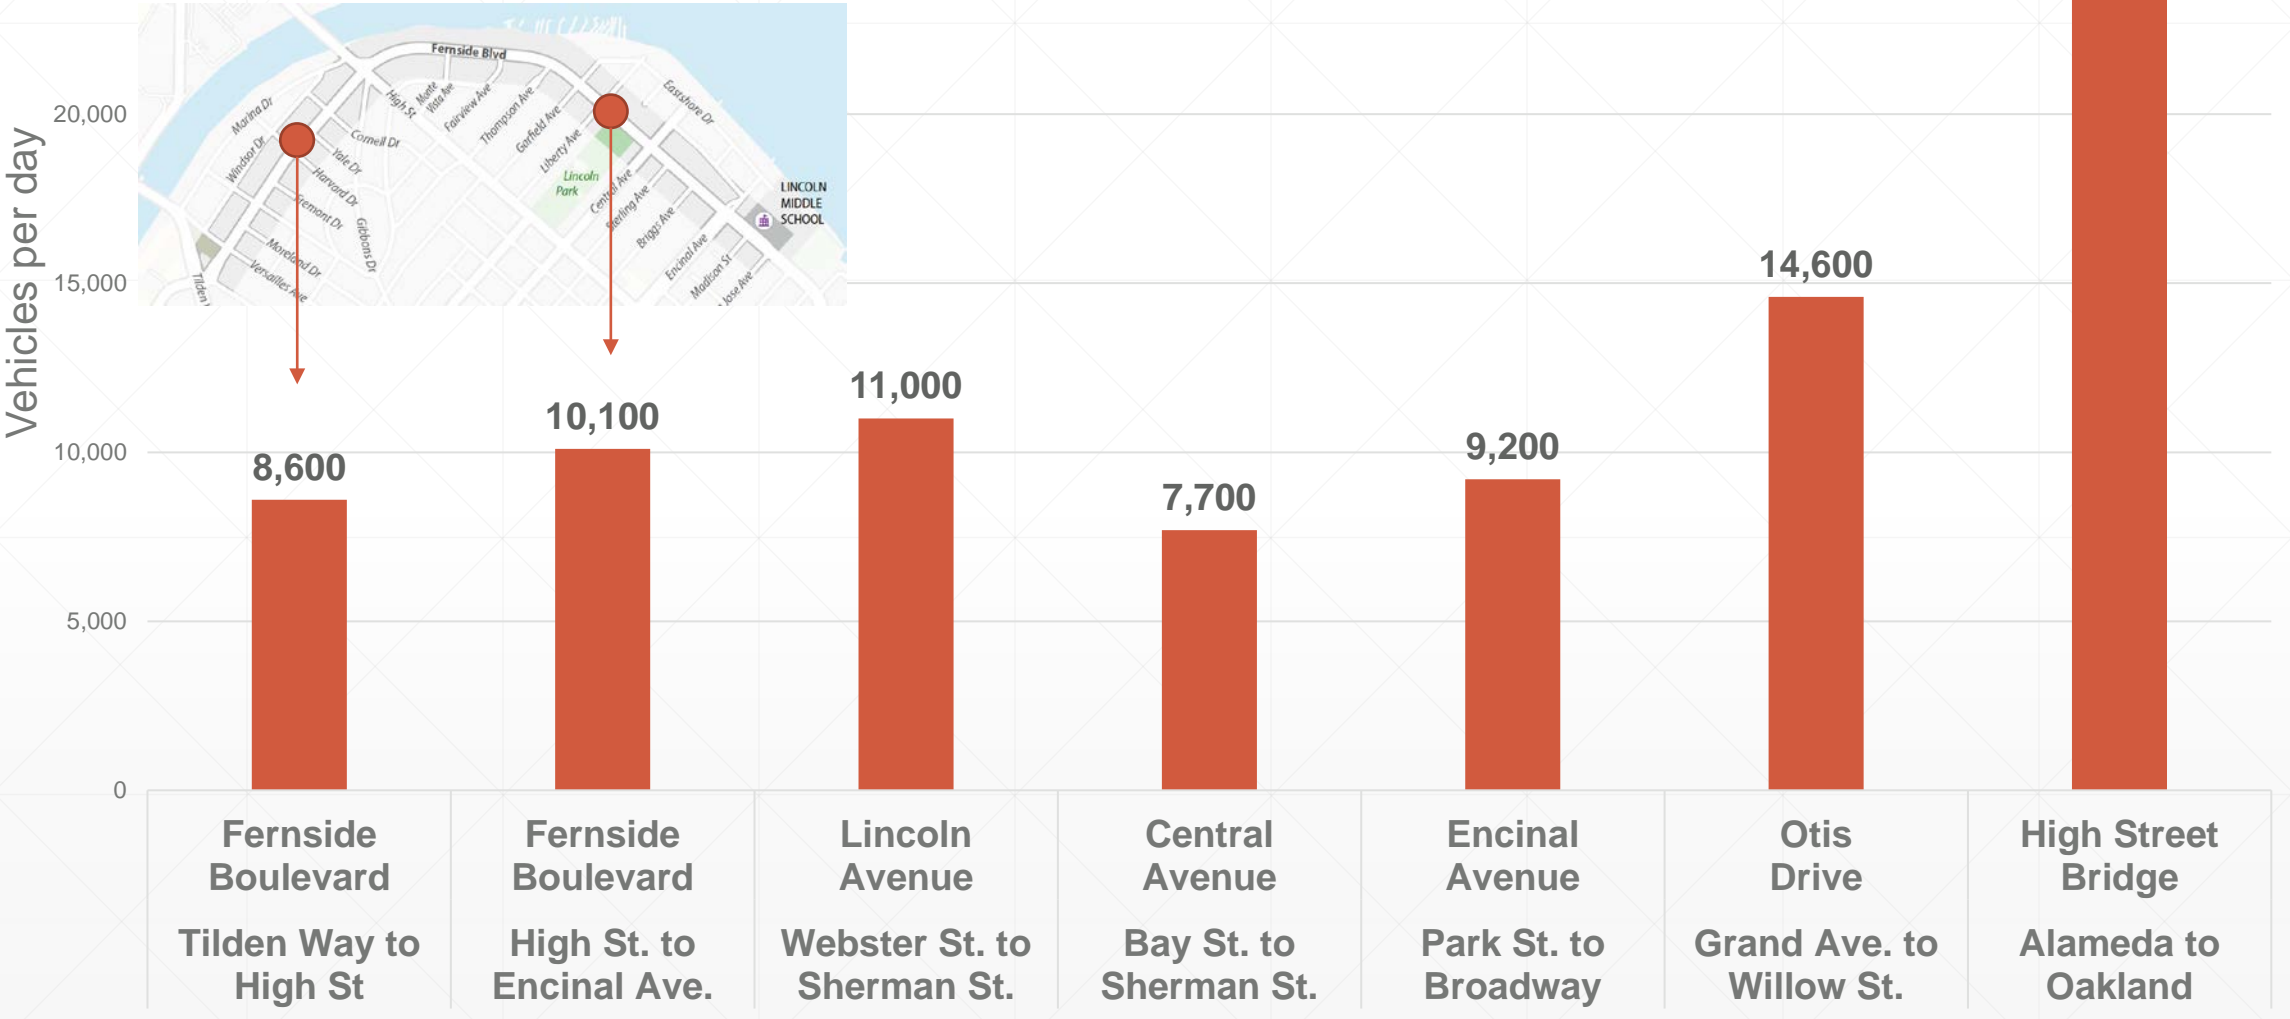 Vehicles per day
20,000
15,000
10,000
5,000
0
Fernside Blvd
Marina Dr
Windsor Dr
Cornell Dr
Yale Dr
Harvard Dr
Fremont Dr
Gibbons Dr
Moreland Dr
Versailles Ave
Tilden
High St
Monte
Vista Ave
Fairview Ave
Thompson Ave
Garfield Ave
Liberty Ave
Lincoln
Park
Eastshore Dr
Central Ave
Sterling Ave
Briggs Ave
Encinal Ave
Madison St
Jose Ave
LINCOLN
MIDDLE
SCHOOL
8,600
10,100
11,000
7,700
9,200
14,600
Fernside
Boulevard
Tilden Way to
High St
Fernside
Boulevard
High St. to
Encinal Ave.
Lincoln
Avenue
Webster St. to
Sherman St.
Central
Avenue
Bay St. to
Sherman St.
Encinal
Avenue
Park St. to
Broadway
Otis
Drive
Grand Ave. to
Willow St.
High Street
Bridge
Alameda to
Oakland